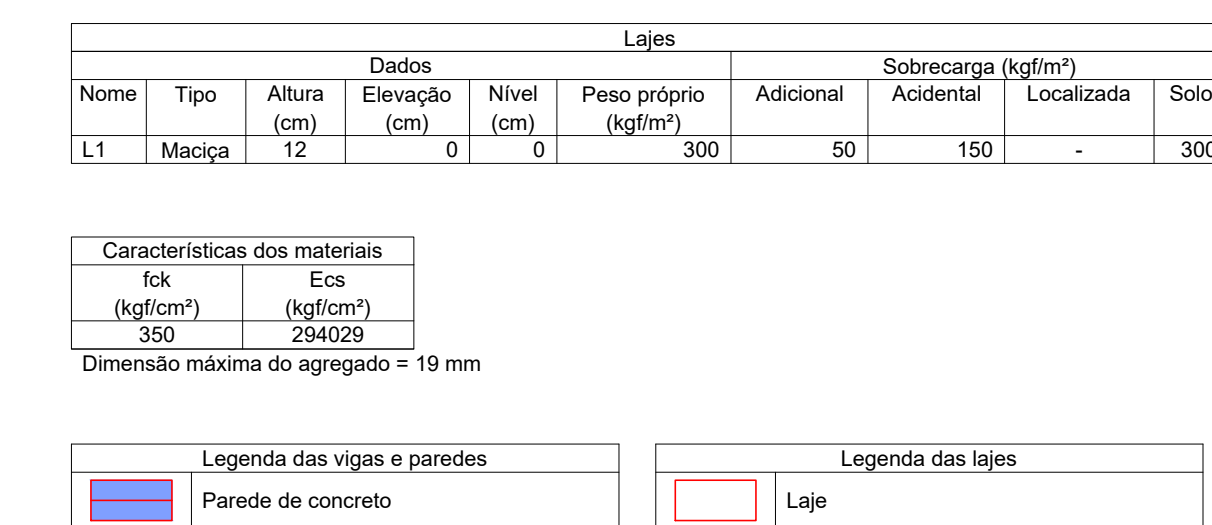 Lajes
Dados Sobrecarga (kgf/m²)
Nome Tipo Altura (cm) Elevação (cm) Nível (cm) Peso próprio (kgf/m²) Adicional Acidental Localizada Solo
L1 Maciça 12 0 0 300 50 150 - 300
Características dos materiais
fck (kgf/cm²) Ecs (kgf/cm²)
350 294029
Dimensão máxima do agregado = 19 mm
Legenda das vigas e paredes
Parede de concreto
Legenda das lajes
Laje